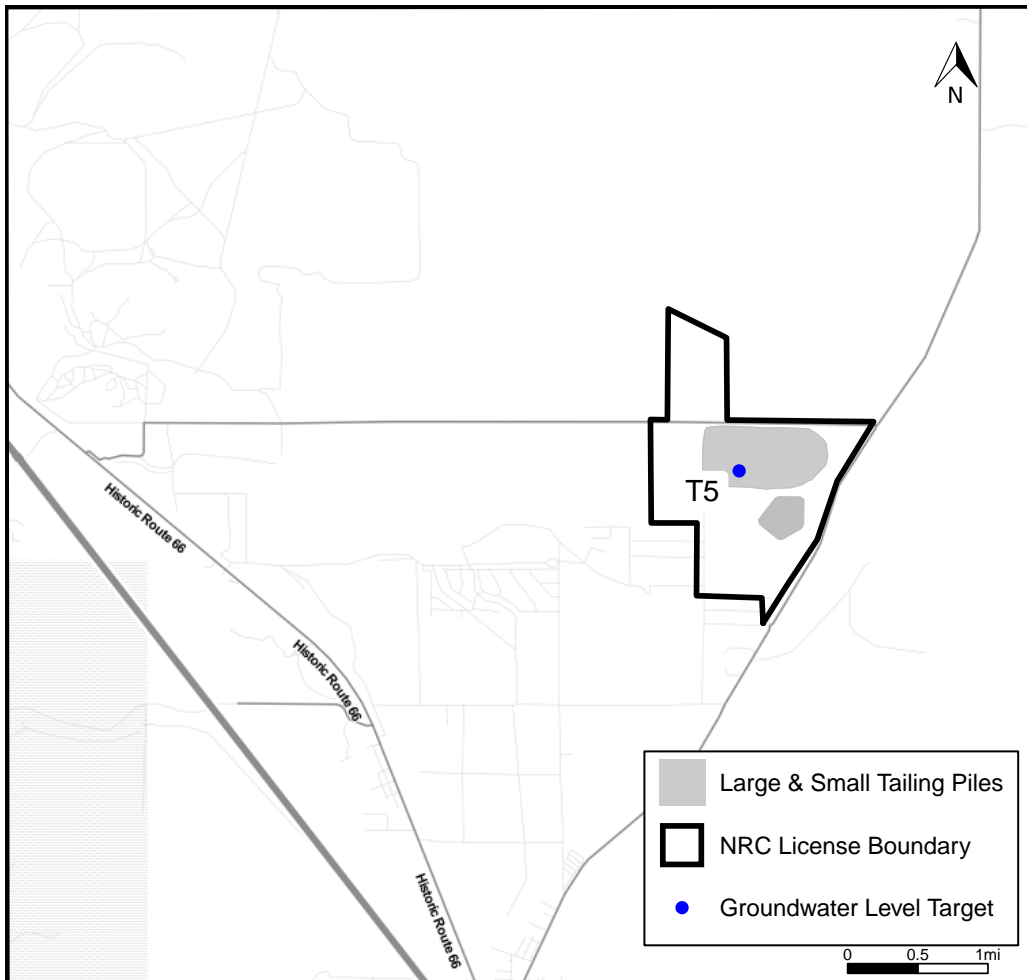 N
T5
Historic Route 66
Historic Route 66
Historic Route 66
Large & Small Tailing Piles
NRC License Boundary
Groundwater Level Target
0 0.5 1mi